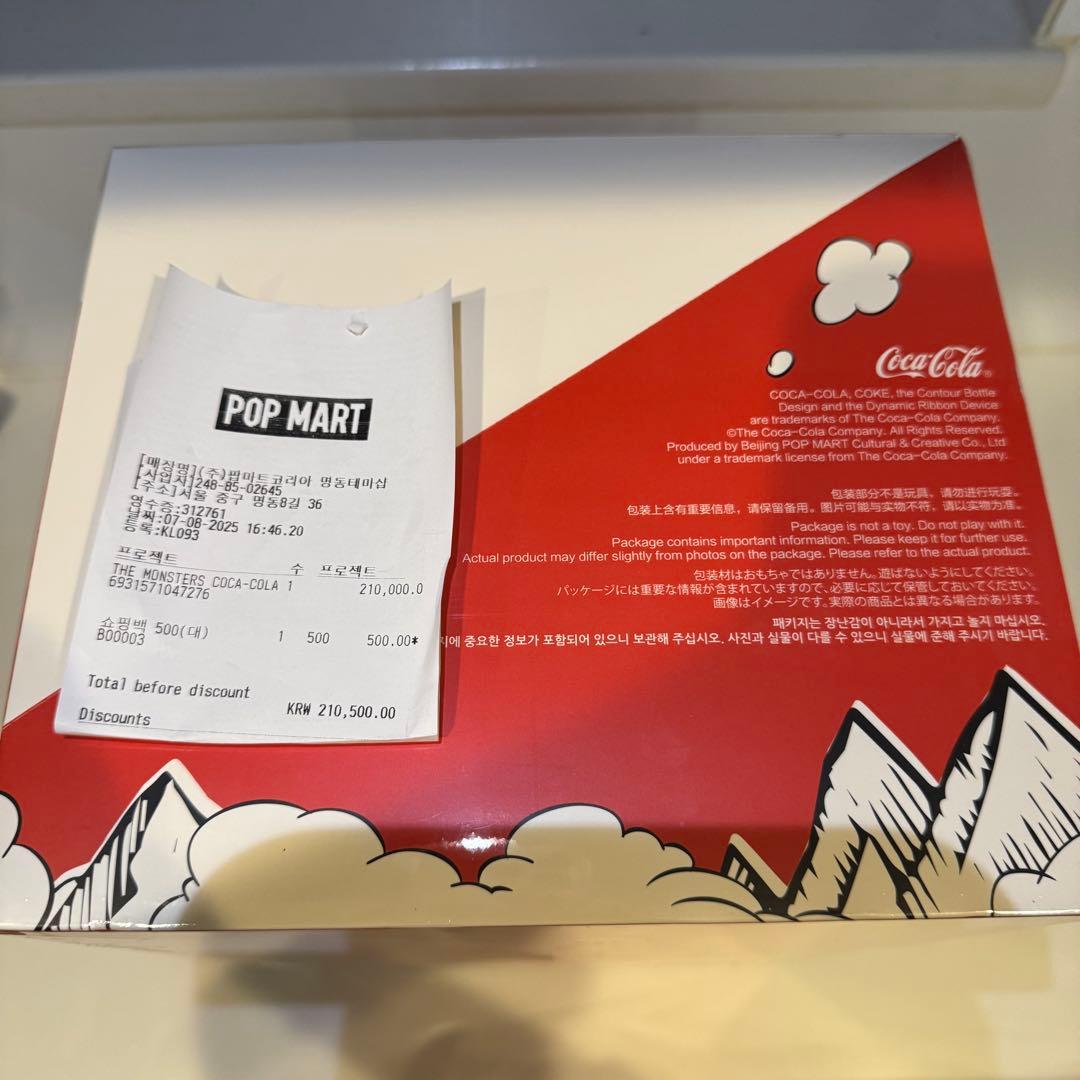 POP MART
[매장명](주)팝마트코리아 명동테마샵
[사업자]248-85-02645
[주소]서울 중구 명동8길 36
영수증:312761
날짜:07-08-2025 16:46.20
등록:KL093
프로젝트 수 프로젝트
THE MONSTERS COCA-COLA 1 210,000.0
6931571047276
쇼핑백 500(대) 1 500 500.00*
B00003
Total before discount
KRW 210,500.00
Discounts
Coca-Cola®
COCA-COLA, COKE, the Contour Bottle
Design and the Dynamic Ribbon Device
are trademarks of The Coca-Cola Company.
©The Coca-Cola Company. All Rights Reserved.
Produced by Beijing POP MART Cultural & Creative Co., Ltd
under a trademark license from The Coca-Cola Company.
包装部分不是玩具，请勿进行玩耍。
包装上含有重要信息，请保留备用。图片可能与实物不符，请以实物为准。
Package is not a toy. Do not play with it.
Package contains important information. Please keep it for further use.
Actual product may differ slightly from photos on the package. Please refer to the actual product.
包装材はおもちゃではありません。遊ばないようにしてください。
パッケージには重要な情報が含まれていますので、必要に応じて保管しておいてください。
画像はイメージです。実際の商品とは異なる場合があります。
패키지는 장난감이 아니라서 가지고 놀지 마십시오.
지에 중요한 정보가 포함되어 있으니 보관해 주십시오. 사진과 실물이 다를 수 있으니 실물에 준해 주시기 바랍니다.